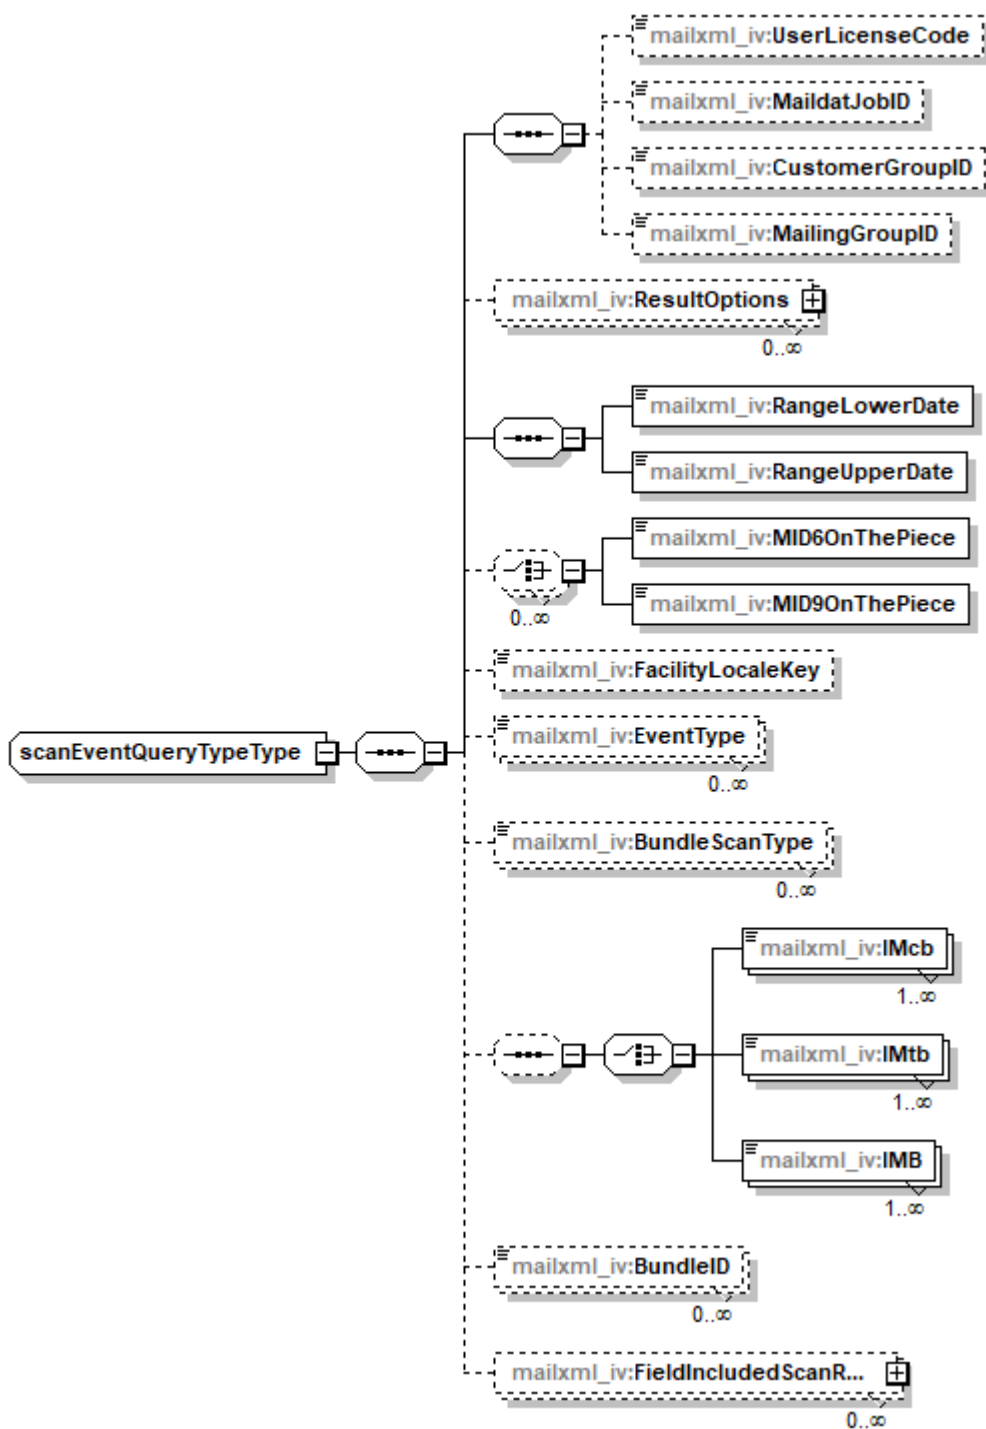 mailxml_iv:UserLicenseCode
mailxml_iv:MaildatJobID
mailxml_iv:CustomerGroupID
mailxml_iv:MailingGroupID
mailxml_iv:ResultOptions
0..∞
mailxml_iv:RangeLowerDate
mailxml_iv:RangeUpperDate
mailxml_iv:MID6OnThePiece
0..∞
mailxml_iv:MID9OnThePiece
mailxml_iv:FacilityLocaleKey
scanEventQueryTypeType
mailxml_iv:EventType
0..∞
mailxml_iv:BundleScanType
0..∞
mailxml_iv:IMcb
1..∞
mailxml_iv:IMtb
1..∞
mailxml_iv:IMB
1..∞
mailxml_iv:BundleID
0..∞
mailxml_iv:FieldIncludedScanR...
0..∞